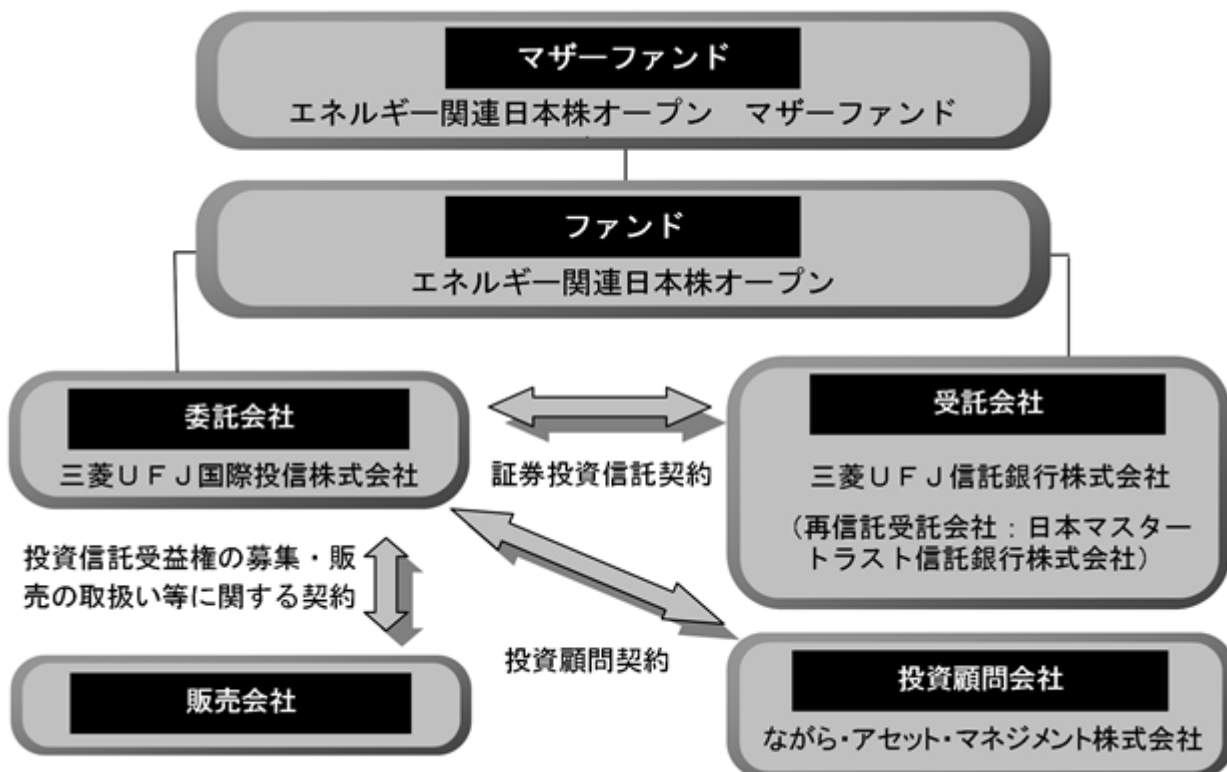 マザーファンド
エネルギー関連日本株オープン　マザーファンド
ファンド
エネルギー関連日本株オープン
委託会社
三菱ＵＦＪ国際投信株式会社
証券投資信託契約
受託会社
三菱ＵＦＪ信託銀行株式会社
（再信託受託会社：日本マスター
トラスト信託銀行株式会社）
投資信託受益権の募集・販
売の取扱い等に関する契約
投資顧問契約
販売会社
投資顧問会社
ながら・アセット・マネジメント株式会社